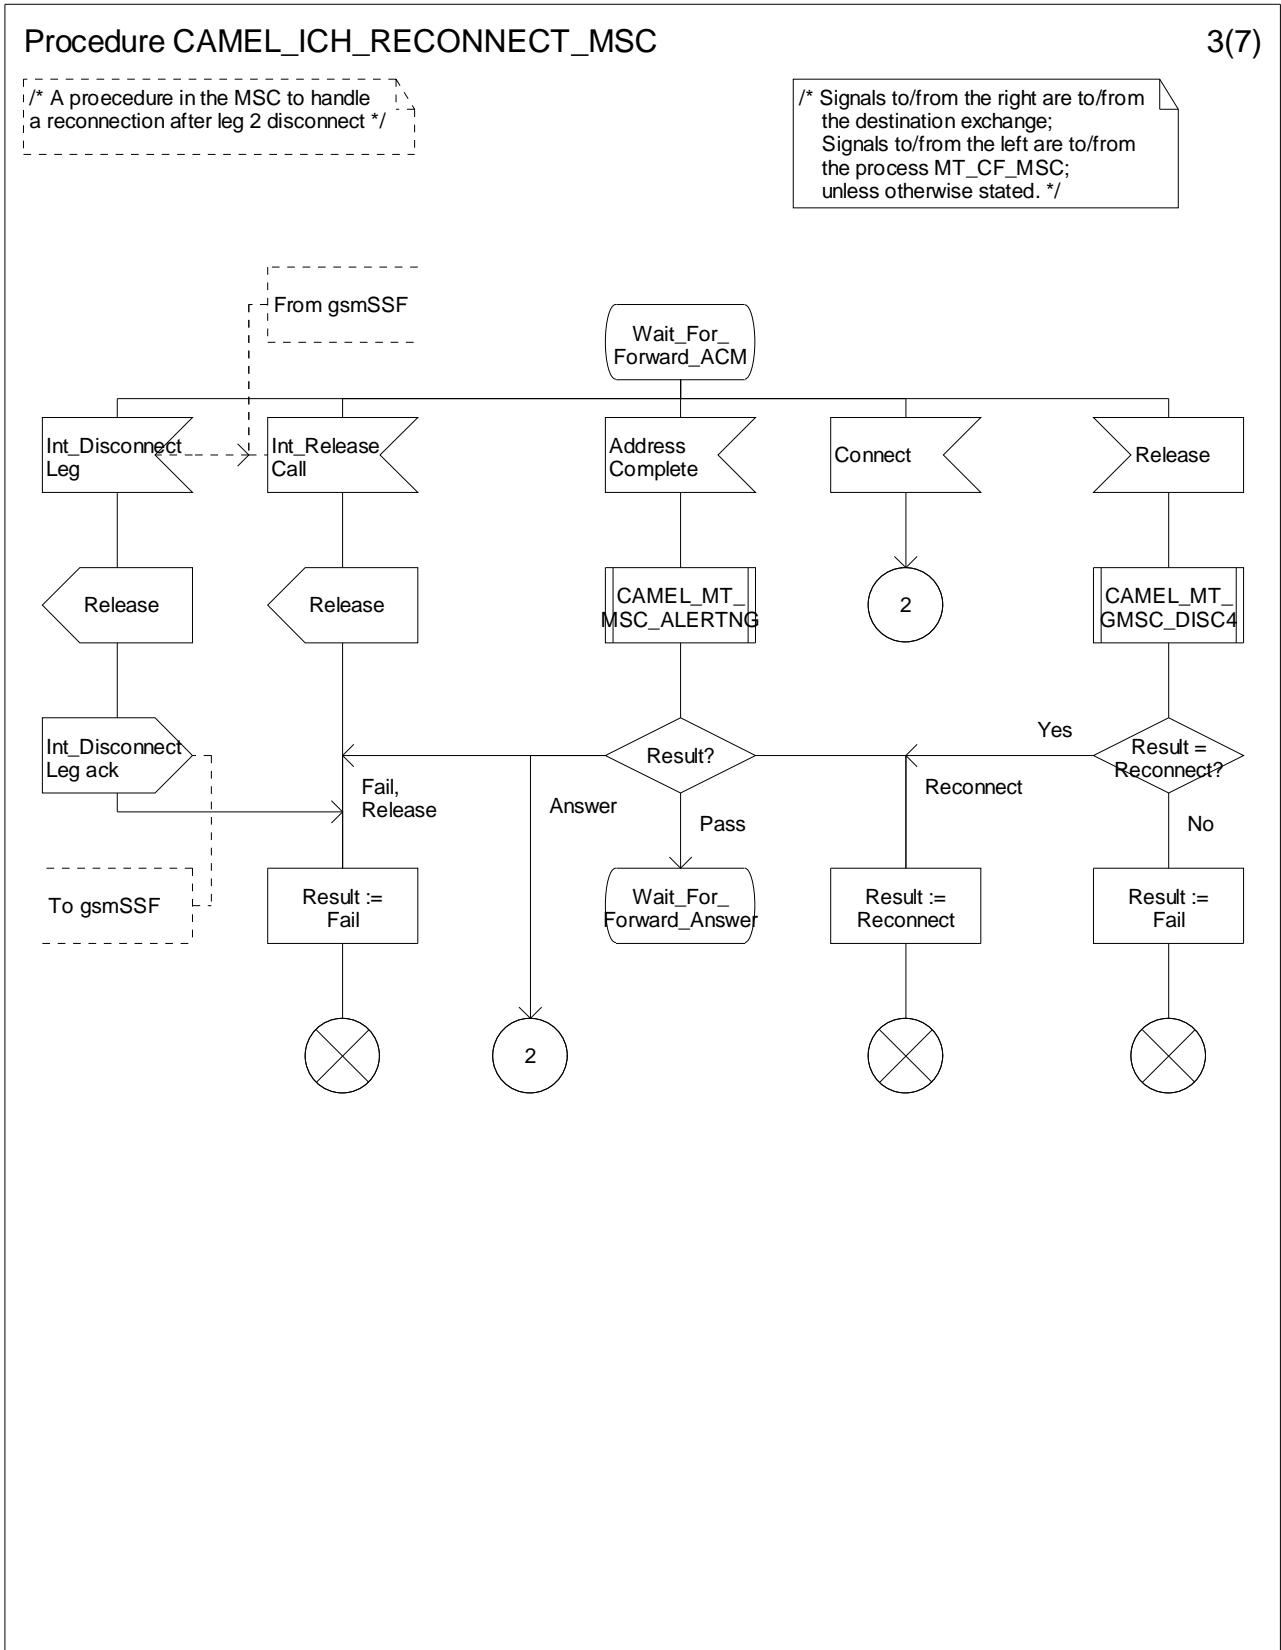 Procedure CAMEL_ICH_RECONNECT_MSC
3(7)
/* A proecedure in the MSC to handle
a reconnection after leg 2 disconnect */
/* Signals to/from the right are to/from
the destination exchange;
Signals to/from the left are to/from
the process MT_CF_MSC;
unless otherwise stated. */
From gsmSSF
Wait_For_
Forward_ACM
Int_Disconnect
Leg
Int_Release
Call
Address
Complete
Connect
Release
Release
Release
CAMEL_MT_
MSC_ALERTNG
2
CAMEL_MT_
GMSC_DISC4
Int_Disconnect
Leg ack
Result?
Yes
Result =
Reconnect?
Fail,
Release
Answer
Reconnect
Pass
No
To gsmSSF
Result :=
Fail
Wait_For_
Forward_Answer
Result :=
Reconnect
Result :=
Fail
2